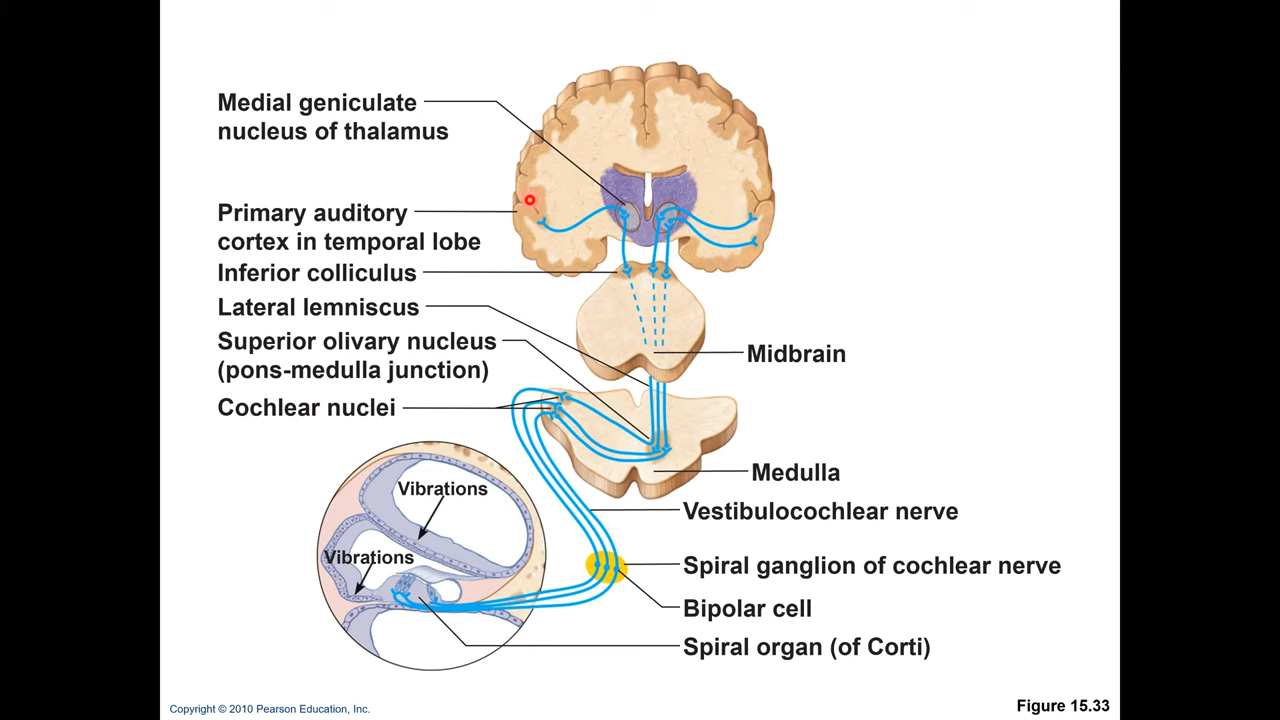 Medial geniculate
nucleus of thalamus
Primary auditory
cortex in temporal lobe
Inferior colliculus
Lateral lemniscus
Superior olivary nucleus
(pons-medulla junction)
Cochlear nuclei
Midbrain
Medulla
Vestibulocochlear nerve
Vibrations
Vibrations
Spiral ganglion of cochlear nerve
Bipolar cell
Spiral organ (of Corti)
Copyright © 2010 Pearson Education, Inc.
Figure 15.33